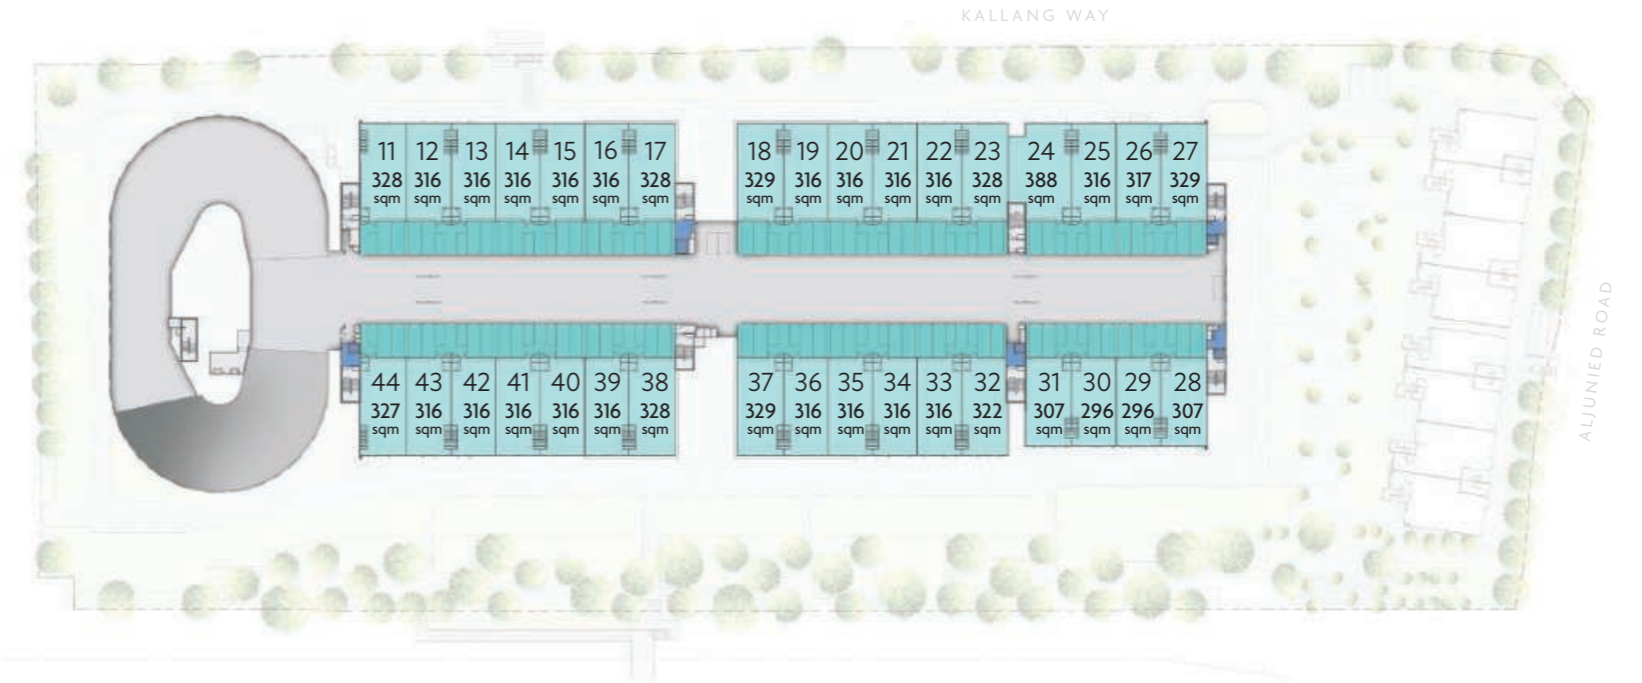 KALLANG WAY
11 12 13 14 15 16 17 18 19 20 21 22 23 24 25 26 27
328 316 316 316 316 316 328 329 316 316 316 316 328 388 316 317 329
sqm sqm sqm sqm sqm sqm sqm sqm sqm sqm sqm sqm sqm sqm sqm sqm sqm
ALJUNIED ROAD
44 43 42 41 40 39 38 37 36 35 34 33 32 31 30 29 28
327 316 316 316 316 316 328 329 316 316 316 316 322 307 296 296 307
sqm sqm sqm sqm sqm sqm sqm sqm sqm sqm sqm sqm sqm sqm sqm sqm sqm